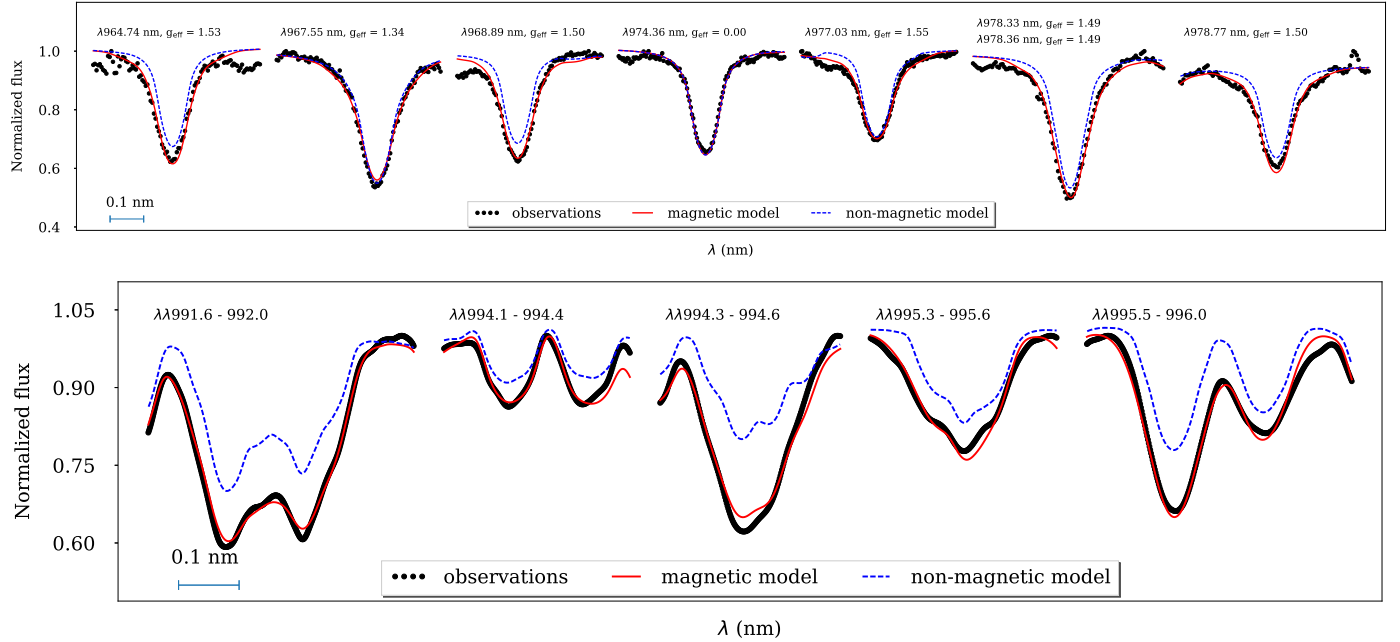 λ978.33 nm, g_eff = 1.49
λ964.74 nm, g_eff = 1.53 λ967.55 nm, g_eff = 1.34 λ968.89 nm, g_eff = 1.50 λ974.36 nm, g_eff = 0.00 λ977.03 nm, g_eff = 1.55 λ978.36 nm, g_eff = 1.49 λ978.77 nm, g_eff = 1.50
1.0
0.8
0.6
0.4
Normalized flux
0.1 nm
observations magnetic model non-magnetic model
λ (nm)
λλ991.6 - 992.0 λλ994.1 - 994.4 λλ994.3 - 994.6 λλ995.3 - 995.6 λλ995.5 - 996.0
1.05
0.90
0.75
0.60
Normalized flux
0.1 nm
observations magnetic model non-magnetic model
λ (nm)